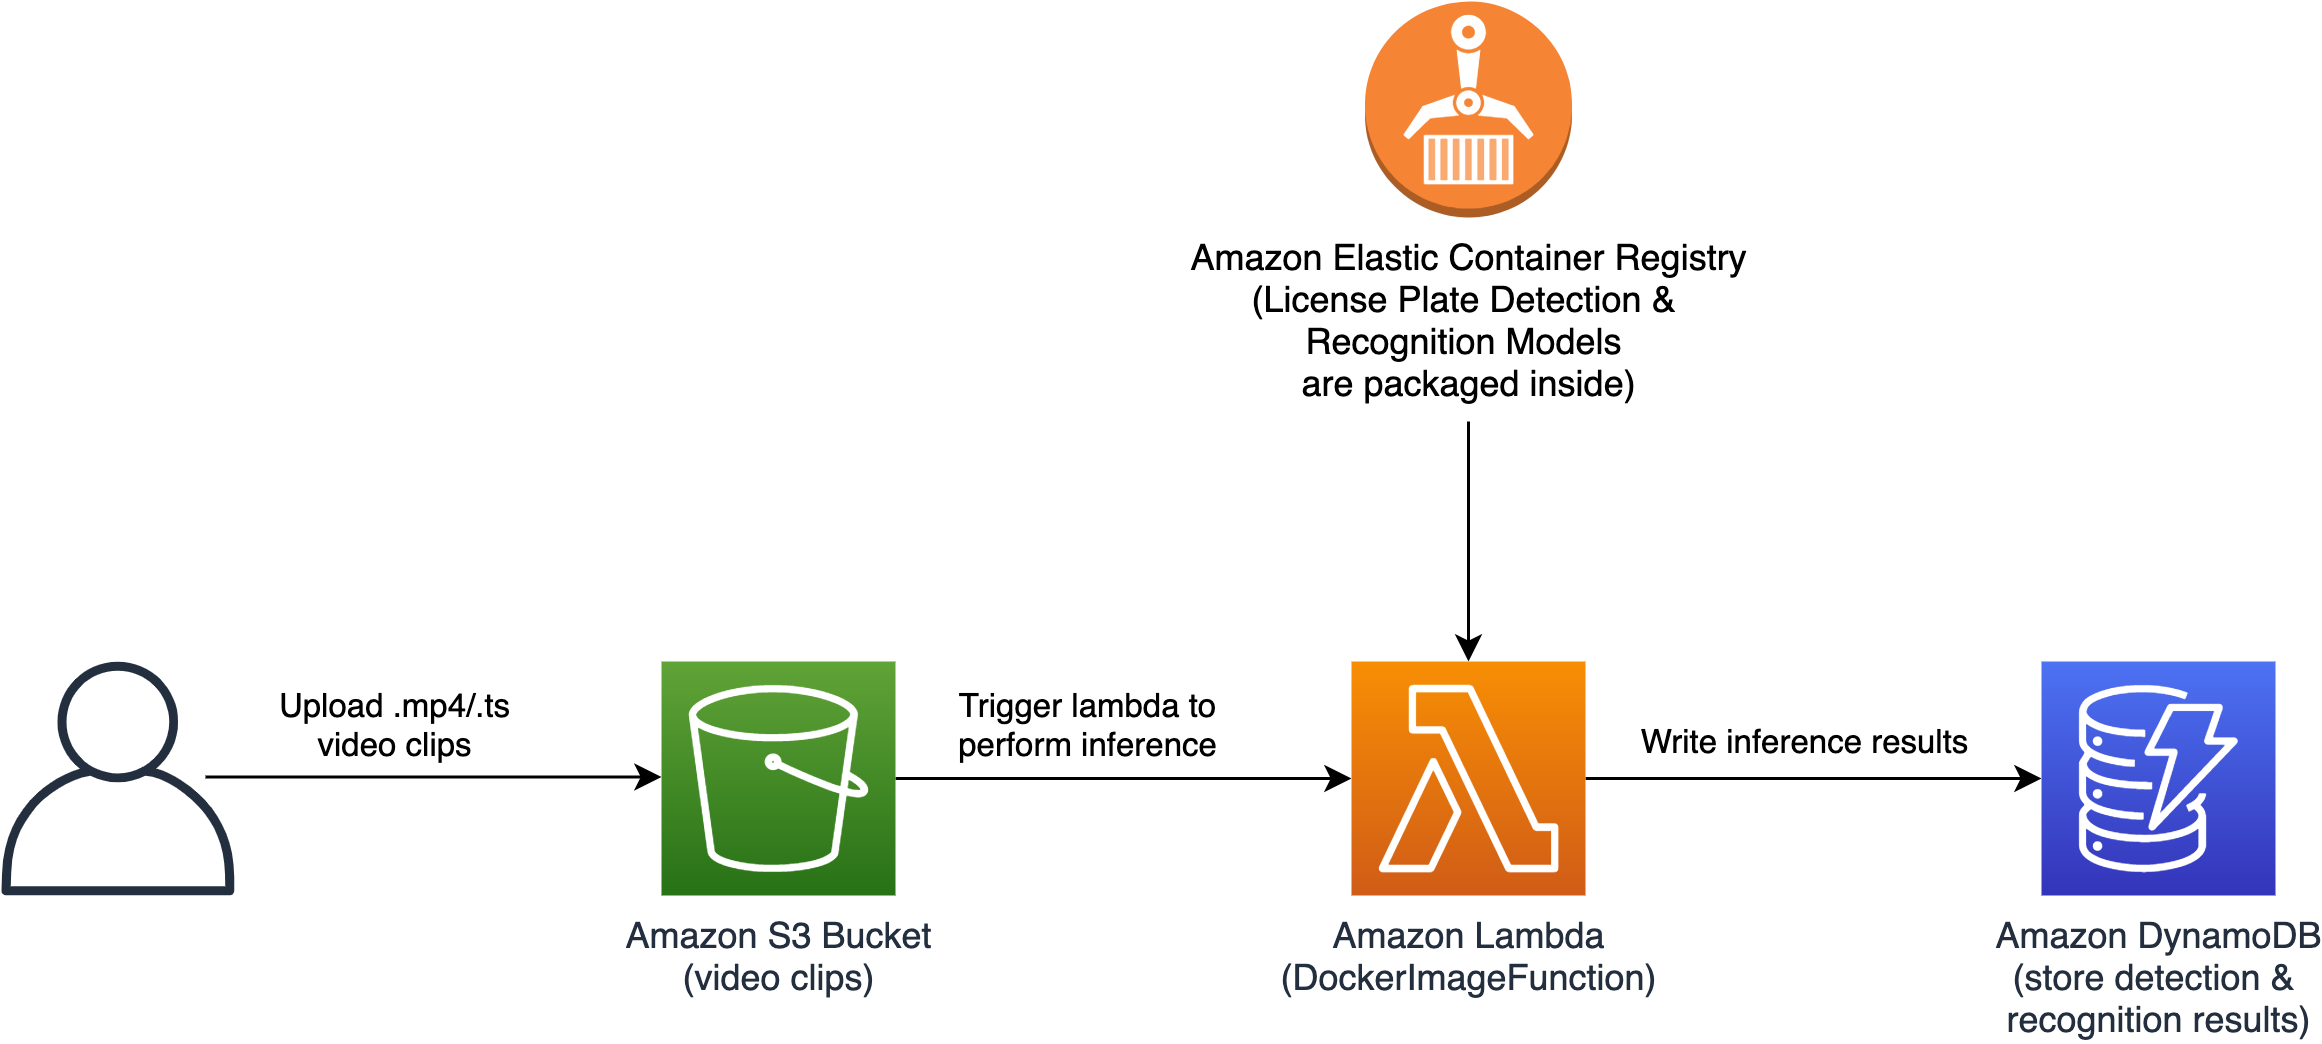 Amazon Elastic Container Registry
(License Plate Detection &
Recognition Models
are packaged inside)
Upload .mp4/.ts
video clips
Trigger lambda to
perform inference
Write inference results
Amazon S3 Bucket
(video clips)
Amazon Lambda
(DockerImageFunction)
Amazon DynamoDB
(store detection &
recognition results)